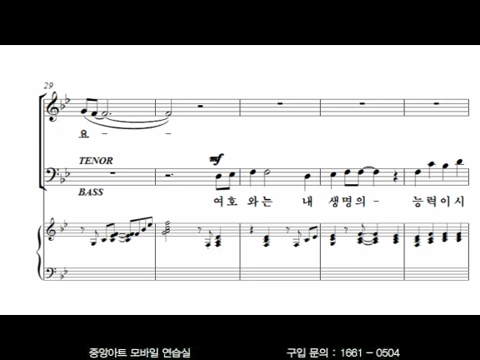 29
요 - -
TENOR
mf
BASS
여호 와는 내 생명의- 능력이시
중앙아트 모바일 연습실 구입 문의 : 1661 - 0504